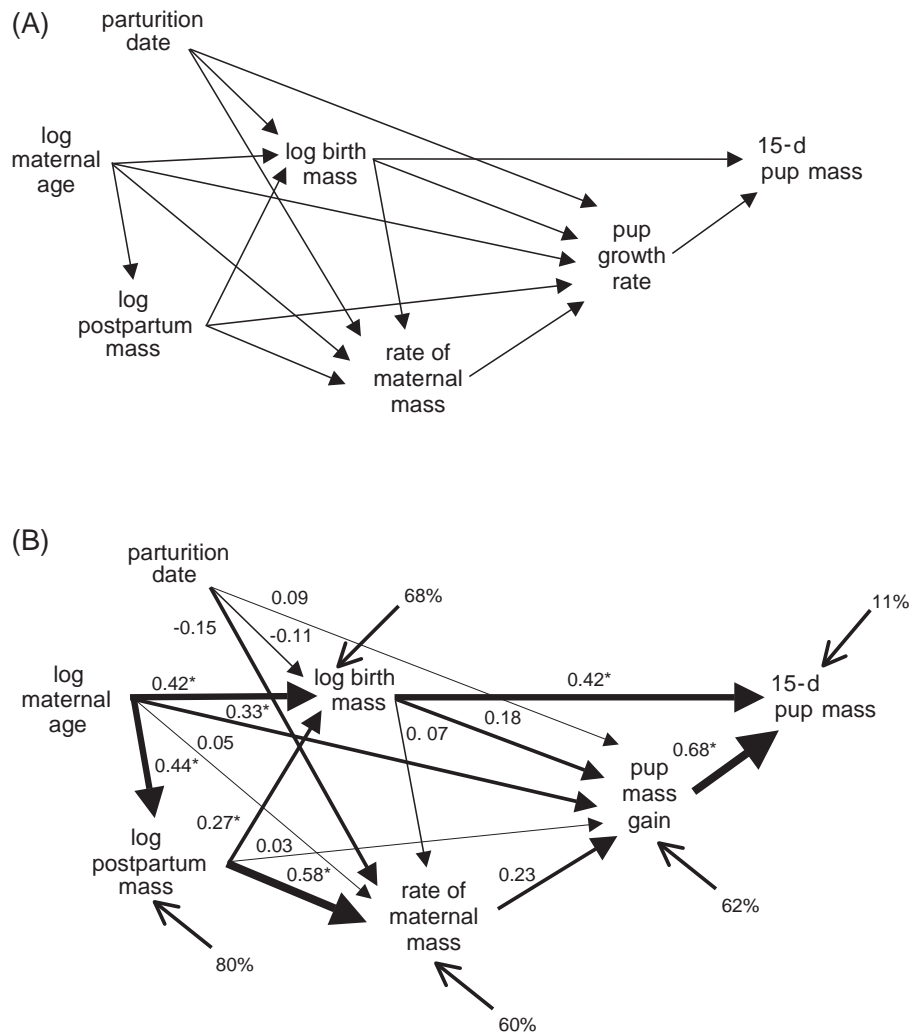 (A)
parturition
date
log
maternal
age
log birth
mass
15-d
pup mass
pup
growth
rate
log
postpartum
mass
rate of
maternal
mass
(B)
parturition
date
0.09
68%
11%
-0.15
-0.11
log
maternal
age
0.42*
log birth
mass
0.42*
15-d
pup mass
0.33*
0.18
0.05
0. 07
0.44*
0.68*
pup
mass
gain
0.27*
0.03
log
postpartum
mass
0.58*
0.23
rate of
maternal
mass
62%
80%
60%